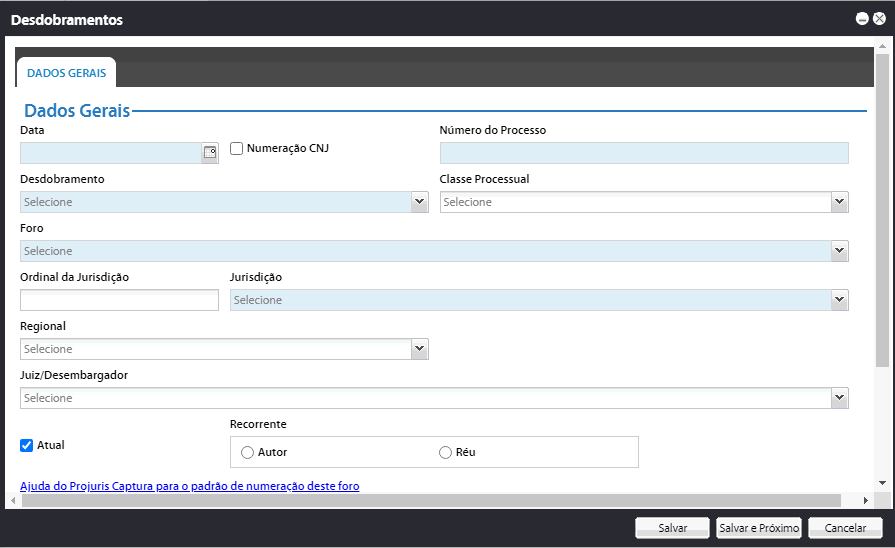 Desdobramentos
DADOS GERAIS
Dados Gerais
Data
Numeração CNJ
Número do Processo
Desdobramento
Classe Processual
Selecione
Selecione
Foro
Selecione
Ordinal da Jurisdição
Jurisdição
Selecione
Regional
Selecione
Juiz/Desembargador
Selecione
Recorrente
Atual
Autor
Réu
Ajuda do Projuris Captura para o padrão de numeração deste foro
Salvar
Salvar e Próximo
Cancelar